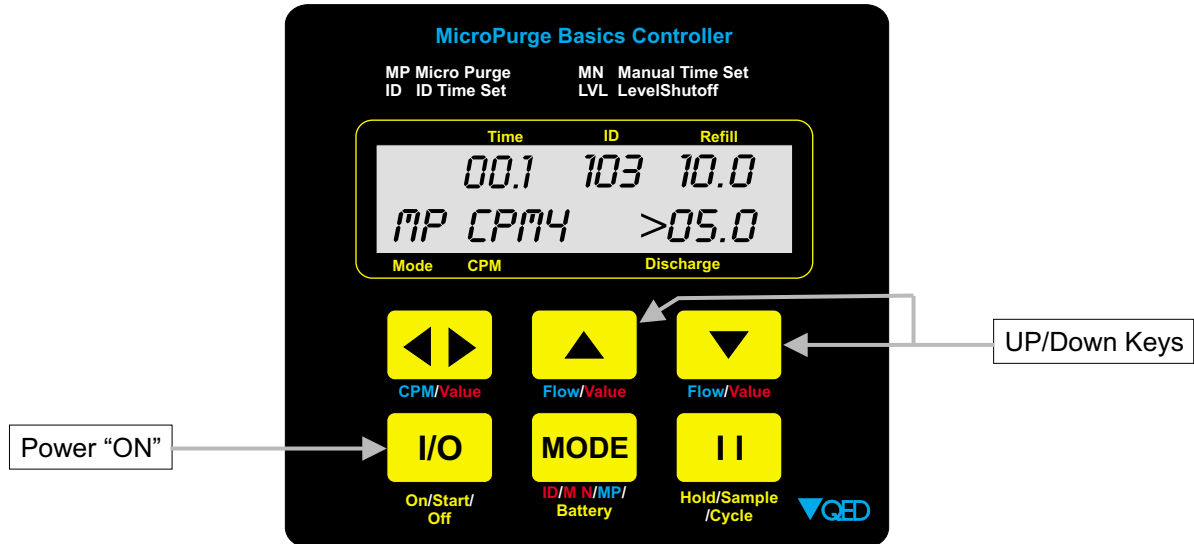 MicroPurge Basics Controller
MP Micro Purge
MN Manual Time Set
ID ID Time Set
LVL LevelShutoff
Time ID Refill
00.1 103 10.0
MP CPM4 >05.0
Mode CPM Discharge
UP/Down Keys
CPM/Value
Flow/Value
Flow/Value
Power “ON”
I/O
MODE
I I
On/Start/
Off
ID/M N/MP/
Battery
Hold/Sample
/Cycle
QED